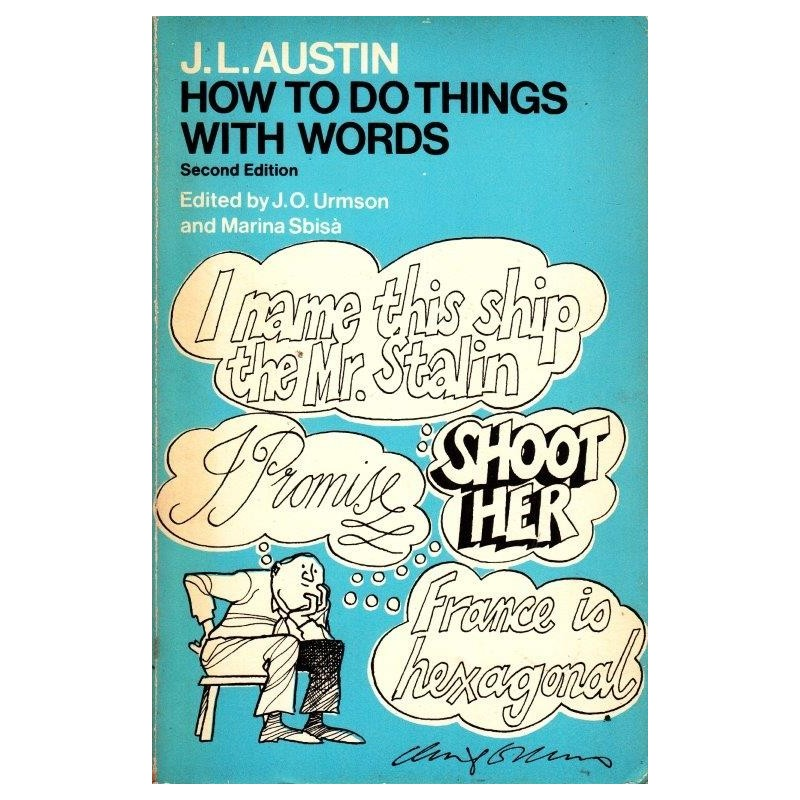 J.L. AUSTIN
HOW TO DO THINGS
WITH WORDS
Second Edition
Edited by J.O. Urmson
and Marina Sbisà
I name this ship
the Mr. Stalin
I Promise
SHOOT
HER
France is
hexagonal